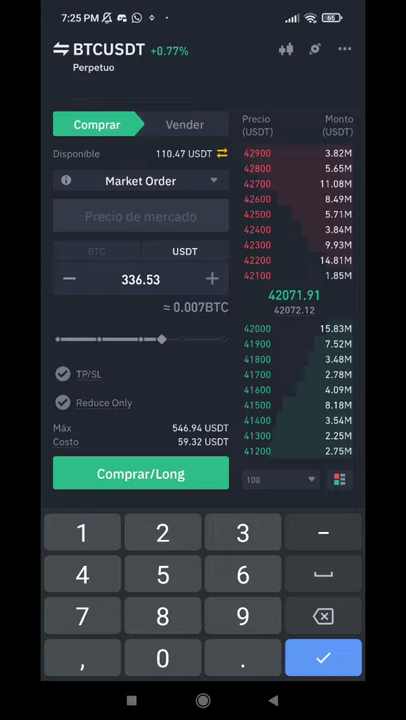 7:25 PM
65
BTCUSDT +0.77%
Perpetuo
Comprar
Vender
Disponible 110.47 USDT
Market Order
Precio de mercado
BTC USDT
336.53
≈ 0.007BTC
TP/SL
Reduce Only
Máx 546.94 USDT
Costo 59.32 USDT
Comprar/Long
Precio Monto
(USDT) (USDT)
42900 3.82M
42800 5.65M
42700 11.08M
42600 8.49M
42500 5.71M
42400 3.84M
42300 9.93M
42200 14.81M
42100 1.85M
42071.91
42072.12
42000 15.83M
41900 7.52M
41800 3.48M
41700 2.78M
41600 4.09M
41500 8.18M
41400 3.54M
41300 2.25M
41200 2.75M
100
1 2 3 −
4 5 6
7 8 9
, 0 .